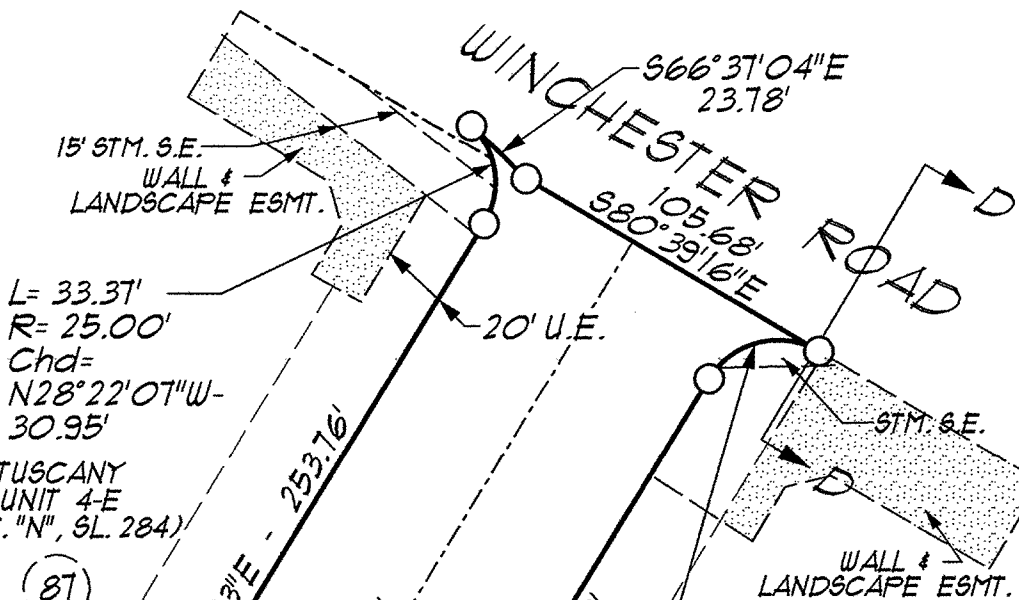 WINCHESTER ROAD
S66°37'04"E
23.78'
15' STM. S.E.
WALL &
LANDSCAPE ESMT.
105.68'
S80°39'16"E
D
L= 33.37'
R= 25.00'
Chd=
N28°22'07"W-
30.95'
20' U.E.
STM. S.E.
D
TUSCANY
UNIT 4-E
"N", SL. 284)
87
3"E - 253.76'
WALL &
LANDSCAPE ESMT.